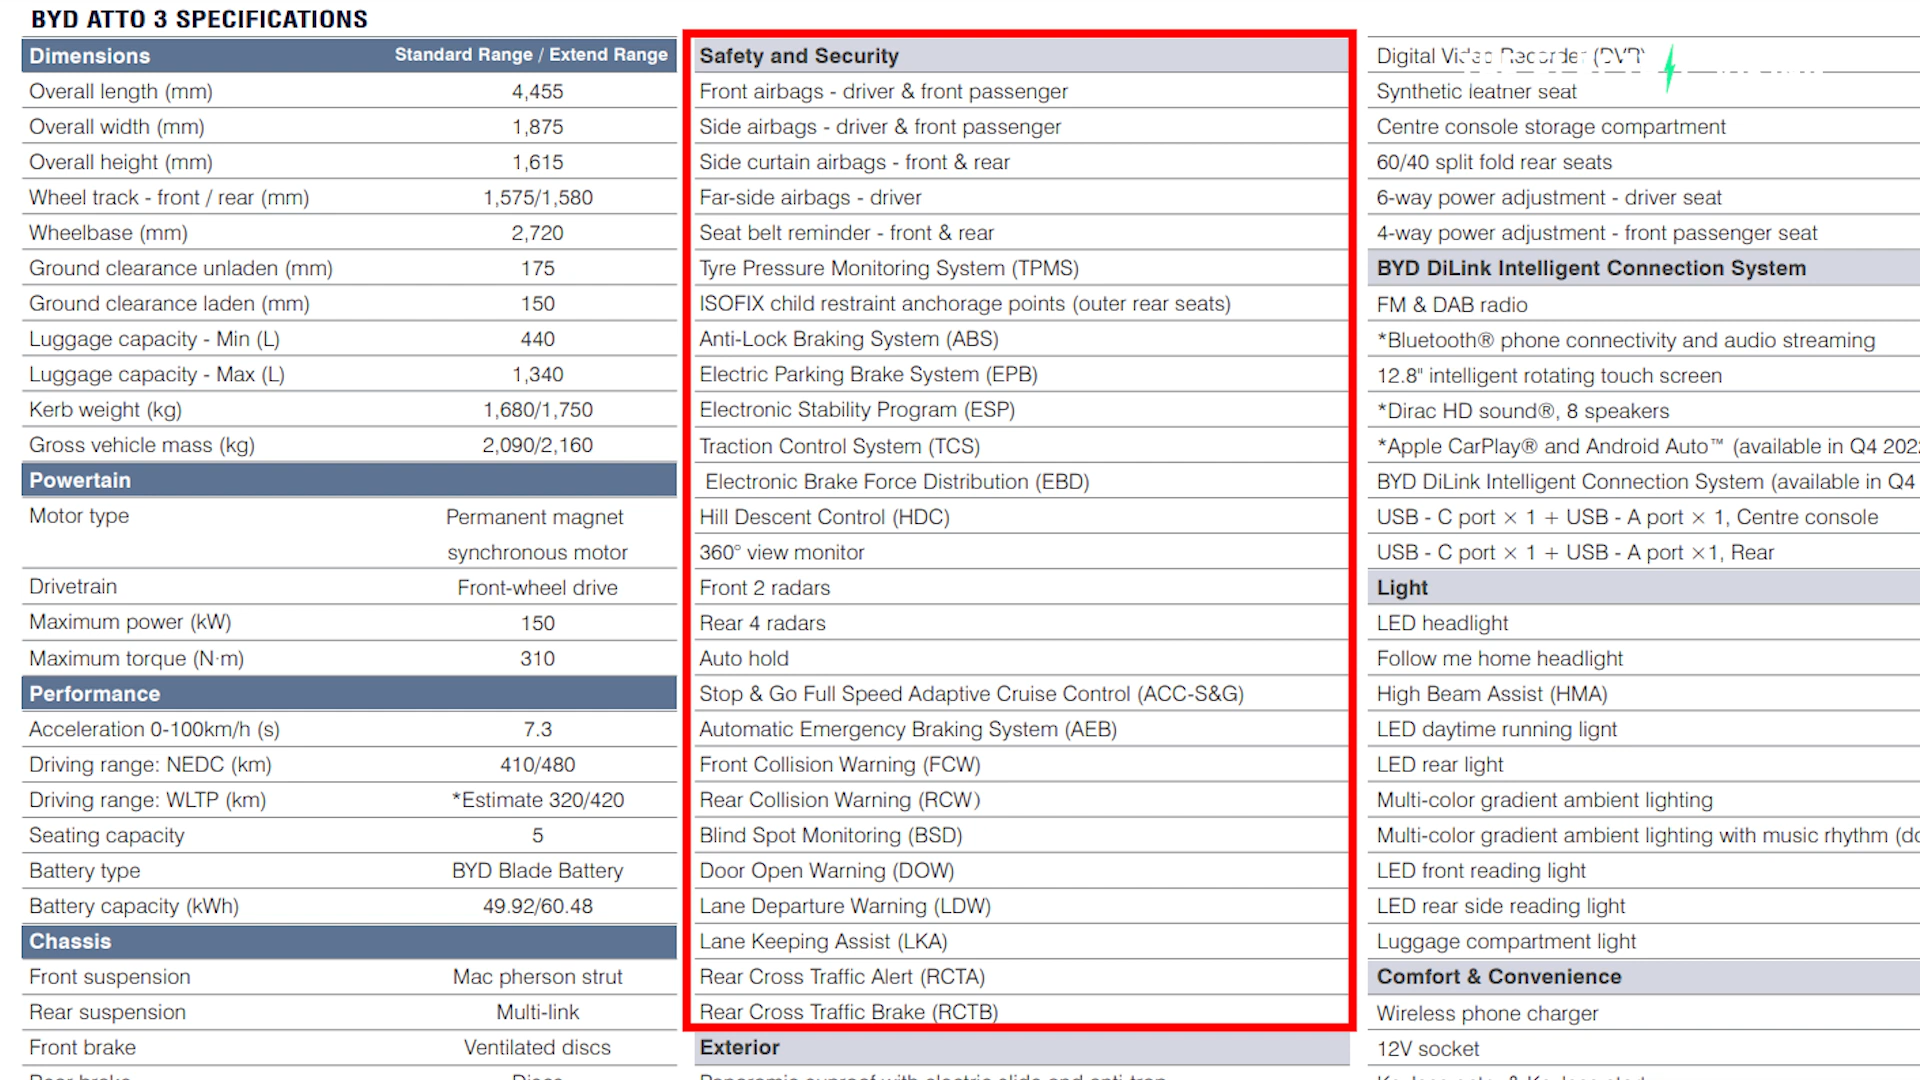 BYD ATTO 3 SPECIFICATIONS
Dimensions Standard Range / Extend Range
Overall length (mm) 4,455
Overall width (mm) 1,875
Overall height (mm) 1,615
Wheel track - front / rear (mm) 1,575/1,580
Wheelbase (mm) 2,720
Ground clearance unladen (mm) 175
Ground clearance laden (mm) 150
Luggage capacity - Min (L) 440
Luggage capacity - Max (L) 1,340
Kerb weight (kg) 1,680/1,750
Gross vehicle mass (kg) 2,090/2,160
Powertain
Motor type Permanent magnet
synchronous motor
Drivetrain Front-wheel drive
Maximum power (kW) 150
Maximum torque (N·m) 310
Performance
Acceleration 0-100km/h (s) 7.3
Driving range: NEDC (km) 410/480
Driving range: WLTP (km) *Estimate 320/420
Seating capacity 5
Battery type BYD Blade Battery
Battery capacity (kWh) 49.92/60.48
Chassis
Front suspension Mac pherson strut
Rear suspension Multi-link
Front brake Ventilated discs
Safety and Security
Front airbags - driver & front passenger
Side airbags - driver & front passenger
Side curtain airbags - front & rear
Far-side airbags - driver
Seat belt reminder - front & rear
Tyre Pressure Monitoring System (TPMS)
ISOFIX child restraint anchorage points (outer rear seats)
Anti-Lock Braking System (ABS)
Electric Parking Brake System (EPB)
Electronic Stability Program (ESP)
Traction Control System (TCS)
Electronic Brake Force Distribution (EBD)
Hill Descent Control (HDC)
360° view monitor
Front 2 radars
Rear 4 radars
Auto hold
Stop & Go Full Speed Adaptive Cruise Control (ACC-S&G)
Automatic Emergency Braking System (AEB)
Front Collision Warning (FCW)
Rear Collision Warning (RCW)
Blind Spot Monitoring (BSD)
Door Open Warning (DOW)
Lane Departure Warning (LDW)
Lane Keeping Assist (LKA)
Rear Cross Traffic Alert (RCTA)
Rear Cross Traffic Brake (RCTB)
Exterior
Digital Video Recorder (DVR)
Synthetic leather seat
Centre console storage compartment
60/40 split fold rear seats
6-way power adjustment - driver seat
4-way power adjustment - front passenger seat
BYD DiLink Intelligent Connection System
FM & DAB radio
*Bluetooth® phone connectivity and audio streaming
12.8" intelligent rotating touch screen
*Dirac HD sound®, 8 speakers
*Apple CarPlay® and Android Auto™ (available in Q4 202
BYD DiLink Intelligent Connection System (available in Q4
USB - C port × 1 + USB - A port × 1, Centre console
USB - C port × 1 + USB - A port ×1, Rear
Light
LED headlight
Follow me home headlight
High Beam Assist (HMA)
LED daytime running lignt
LED rear light
Multi-color gradient ambient lighting
Multi-color gradient ambient lighting with music rhythm (do
LED front reading light
LED rear side reading light
Luggage compartment light
Comfort & Convenience
Wireless phone charger
12V socket